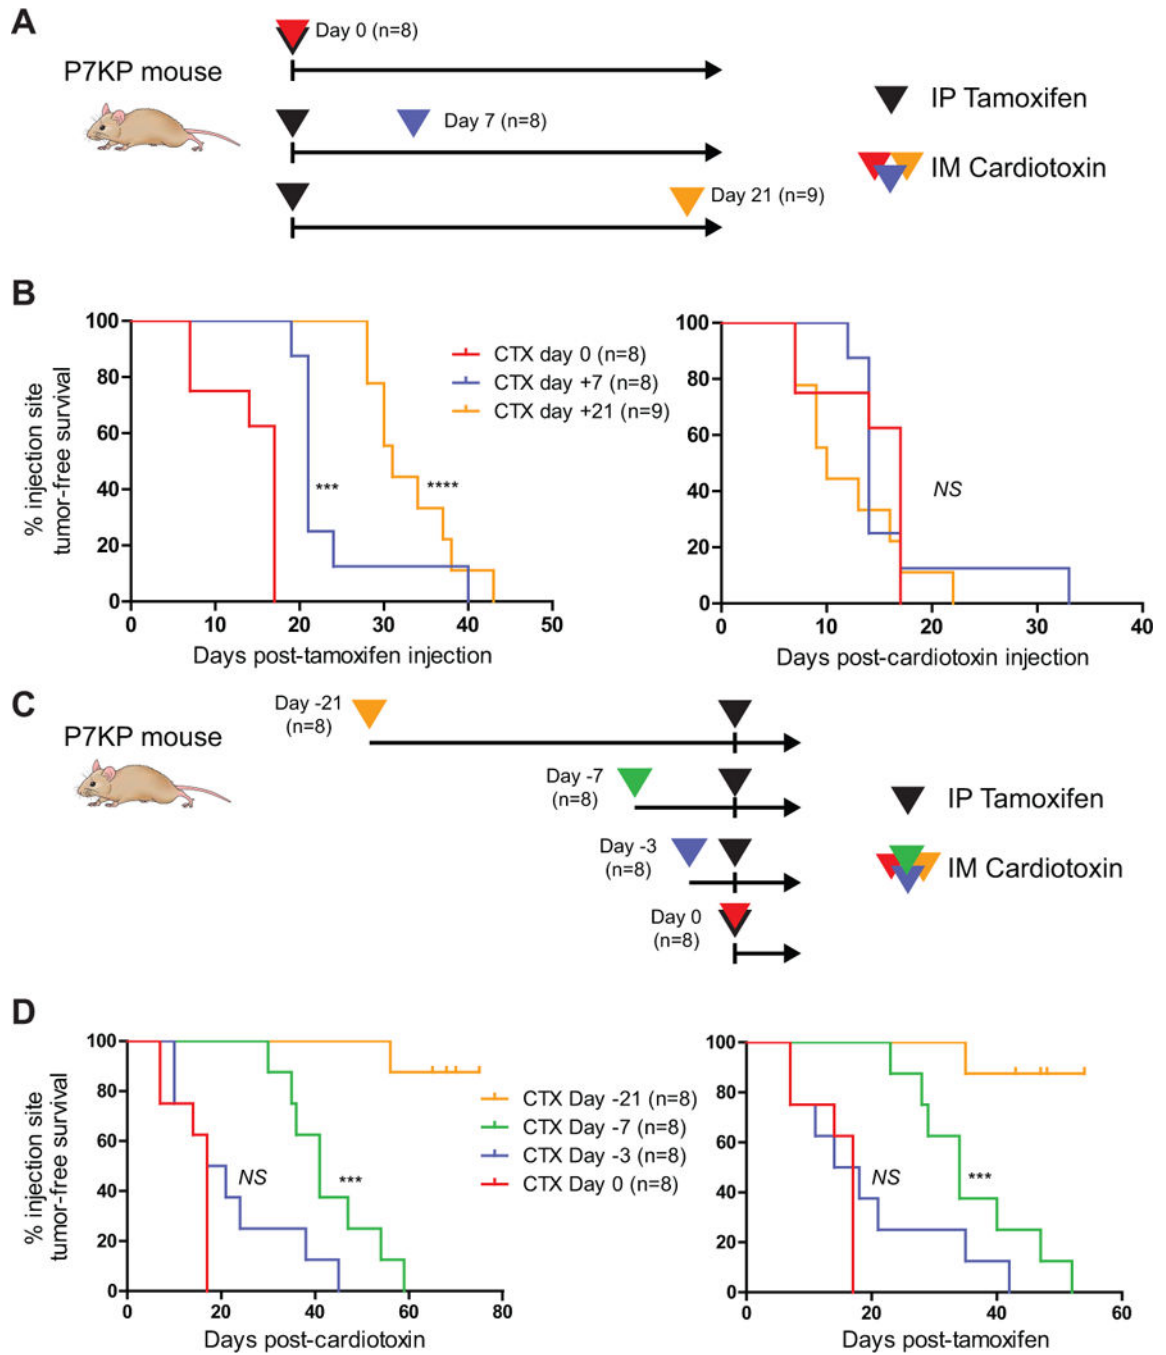 A
P7KP mouse
Day 0 (n=8)
Day 7 (n=8)
Day 21 (n=9)
IP Tamoxifen
IM Cardiotoxin
B
% injection site
tumor-free survival
100
80
60
40
20
0
0 10 20 30 40 50
Days post-tamoxifen injection
***
****
CTX day 0 (n=8)
CTX day +7 (n=8)
CTX day +21 (n=9)
100
80
60
40
20
0
0 10 20 30 40
Days post-cardiotoxin injection
NS
C
P7KP mouse
Day -21
(n=8)
Day -7
(n=8)
Day -3
(n=8)
Day 0
(n=8)
IP Tamoxifen
IM Cardiotoxin
D
% injection site
tumor-free survival
100
80
60
40
20
0
0 20 40 60 80
Days post-cardiotoxin
NS
***
CTX Day -21 (n=8)
CTX Day -7 (n=8)
CTX Day -3 (n=8)
CTX Day 0 (n=8)
100
80
60
40
20
0
0 20 40 60
Days post-tamoxifen
NS
***